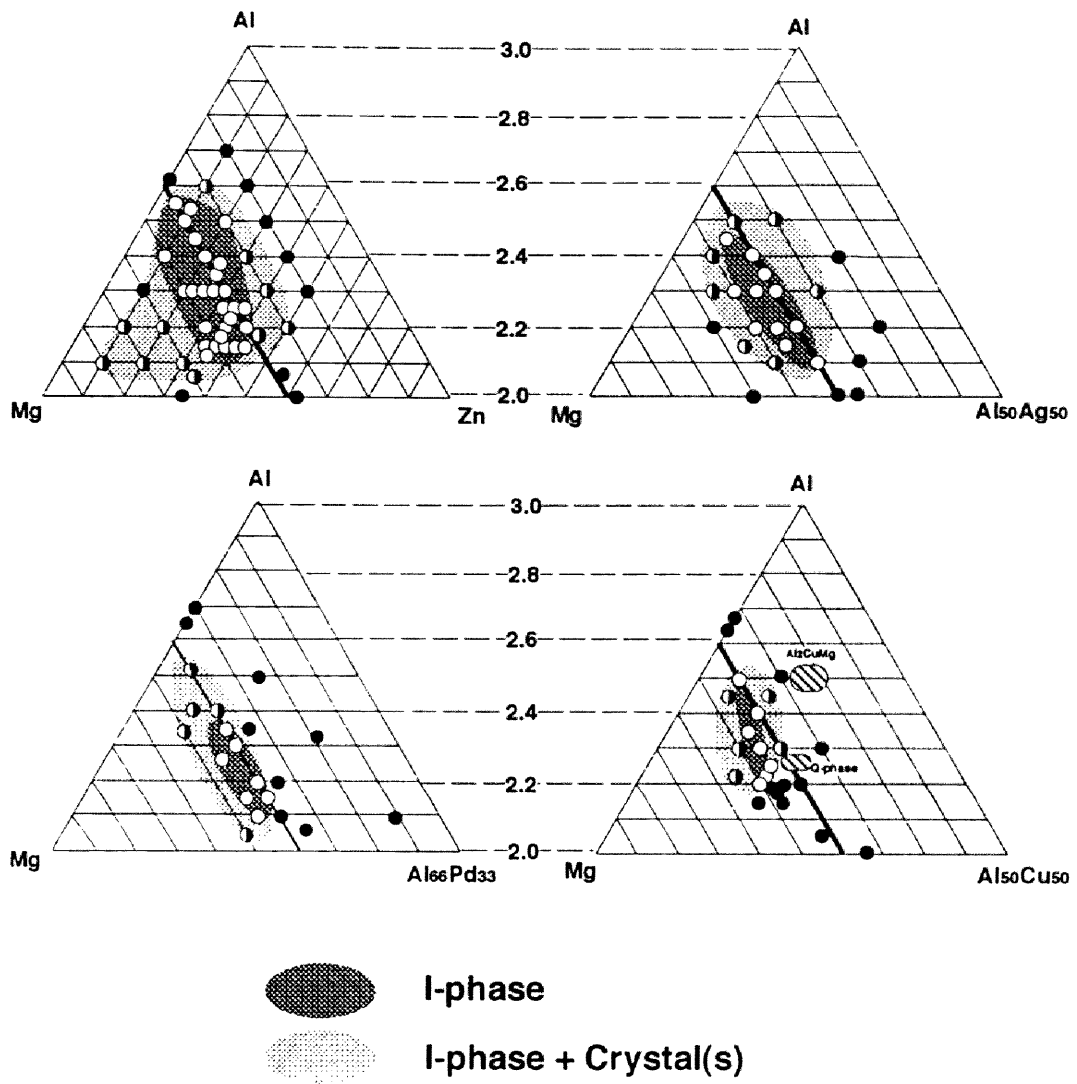 Al
Al
3.0
2.8
2.6
2.4
2.2
2.0
Mg
Zn
Mg
Al50Ag50
Al
Al
3.0
2.8
2.6
Al2CuMg
2.4
Q-phase
2.2
2.0
Mg
Al66Pd33
Mg
Al50Cu50
I-phase
I-phase + Crystal(s)